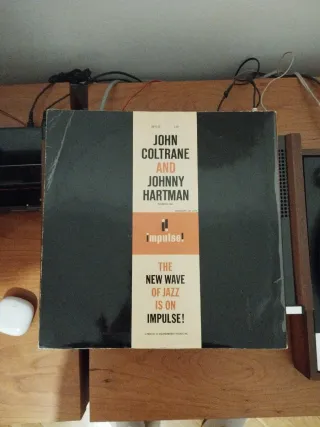 JOHN
COLTRANE
AND
JOHNNY
HARTMAN
impulse!
THE
NEW WAVE
OF JAZZ
IS ON
IMPULSE!